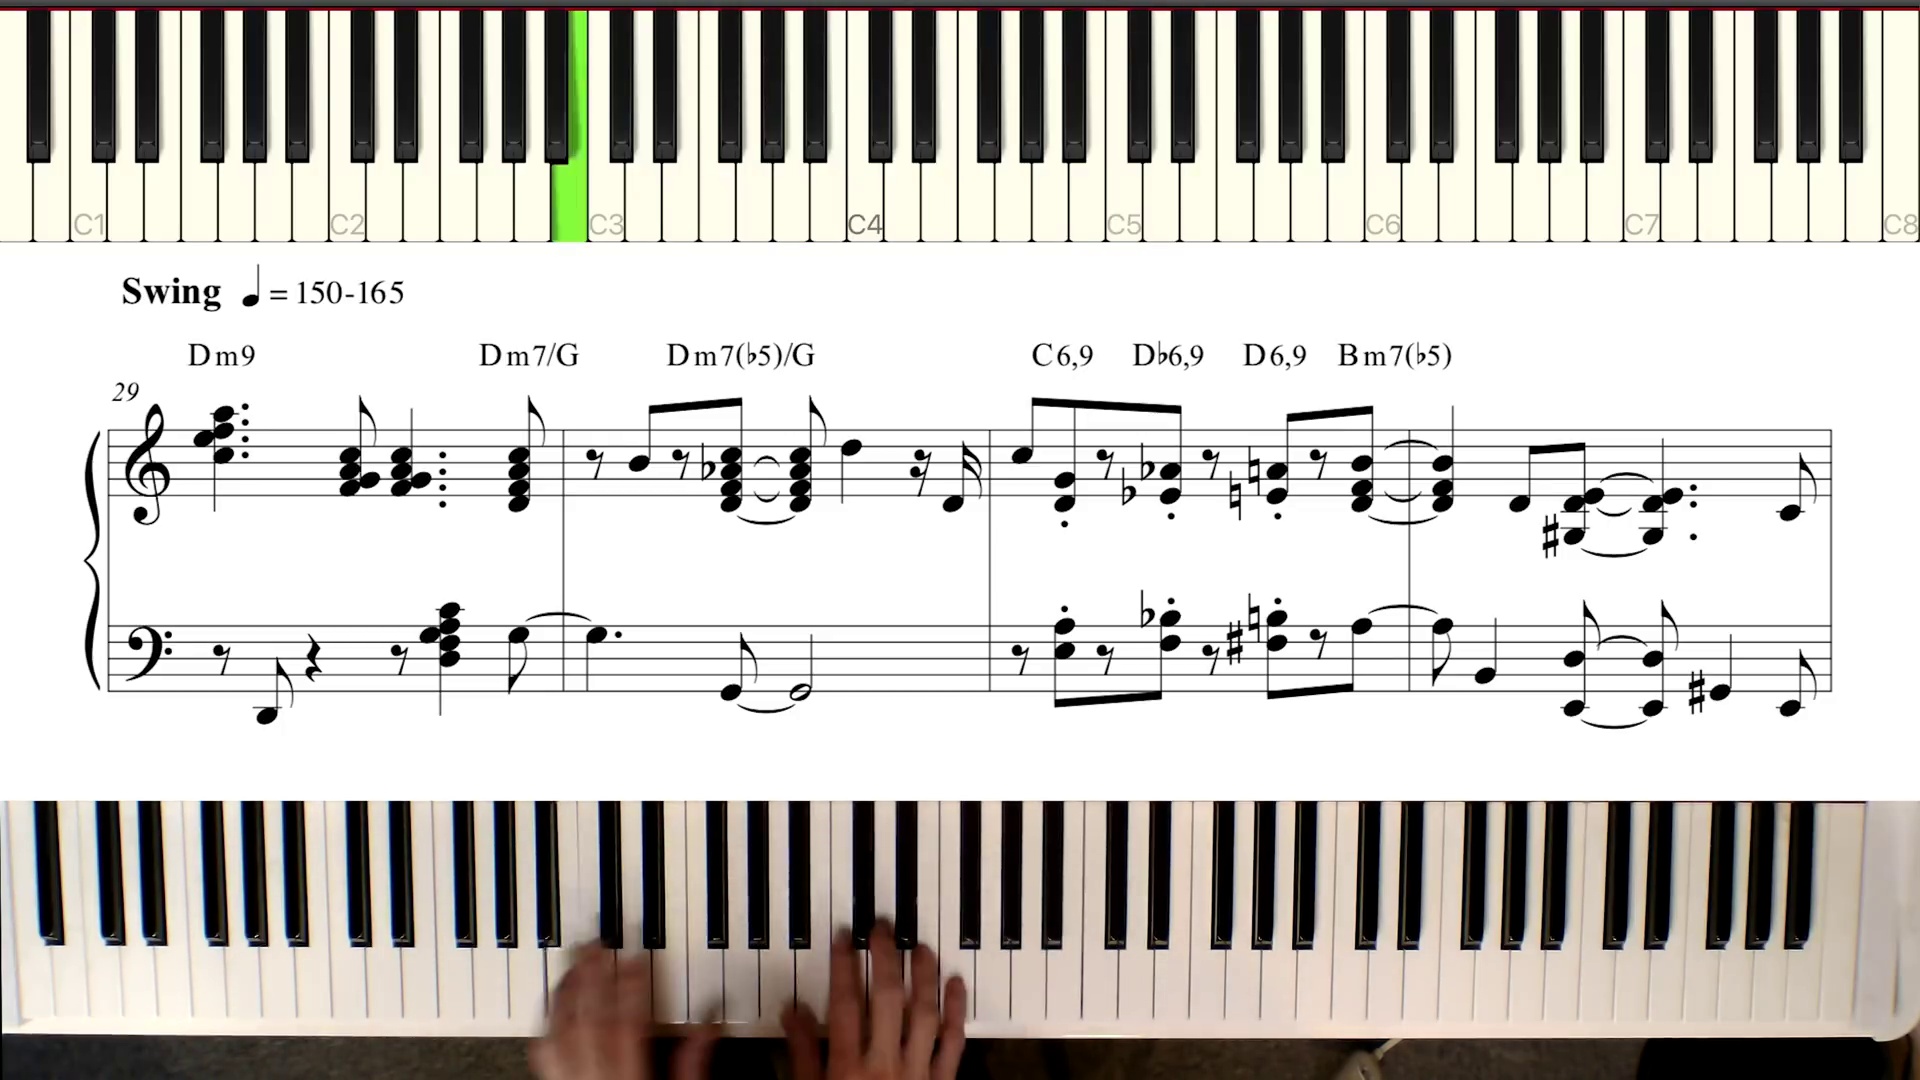 C1 C2 C3 C4 C5 C6 C7 C8
Swing ♩ = 150-165
Dm9 Dm7/G Dm7(♭5)/G C6,9 D♭6,9 D6,9 Bm7(♭5)
29